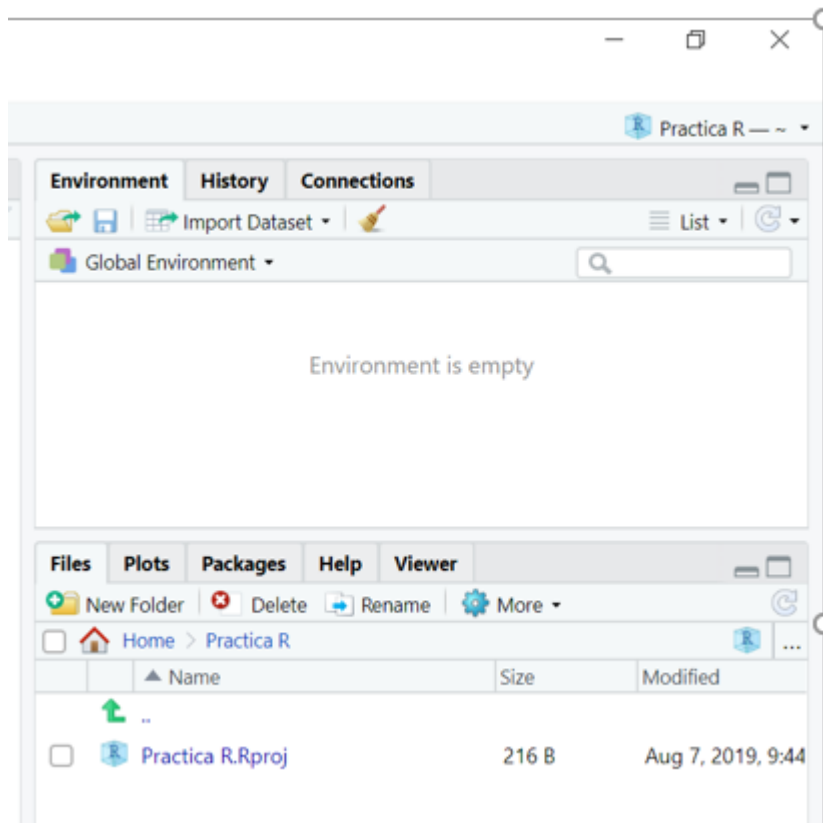 Practica R — ~
Environment History Connections
Import Dataset List
Global Environment
Environment is empty
Files Plots Packages Help Viewer
New Folder Delete Rename More
Home > Practica R ...
Name Size Modified
..
Practica R.Rproj 216 B Aug 7, 2019, 9:44